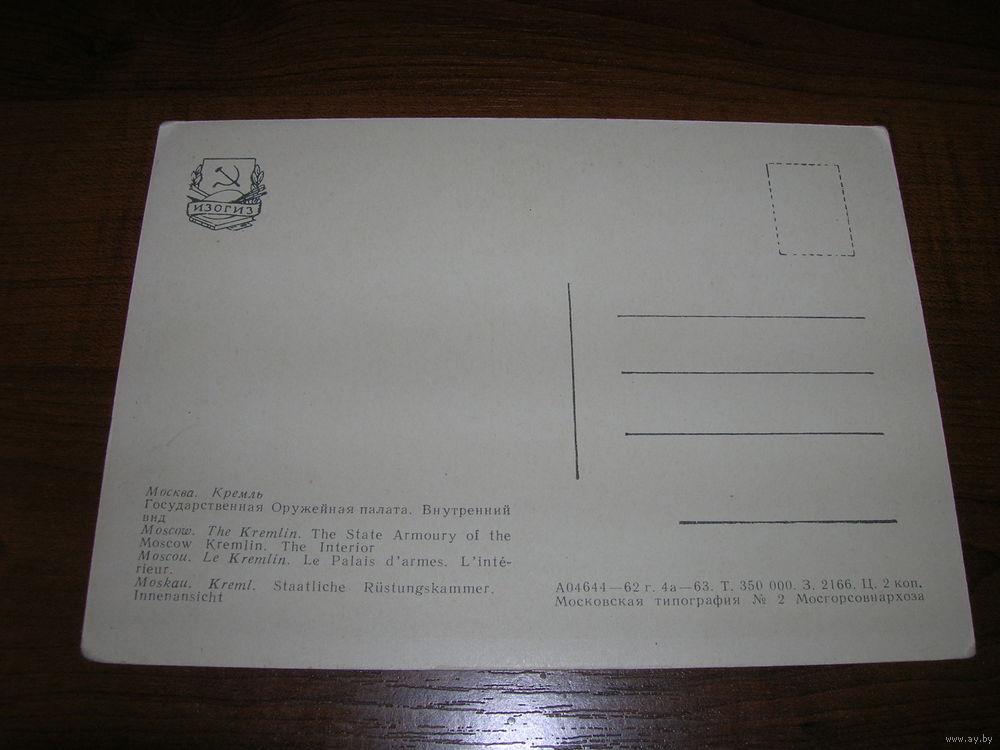 ИЗОГИЗ
Москва. Кремль
Государственная Оружейная палата. Внутренний
вид
Moscow. The Kremlin. The State Armoury of the
Moscow Kremlin. The Interior
Moscou. Le Kremlin. Le Palais d'armes. L'inté-
rieur.
Moskau. Kreml. Staatliche Rüstungskammer.
Innenansicht
А04644—62 г. 4а—63. Т. 350 000. З. 2166. Ц. 2 коп.
Московская типография № 2 Мосгорсовнархоза
www.ay.by